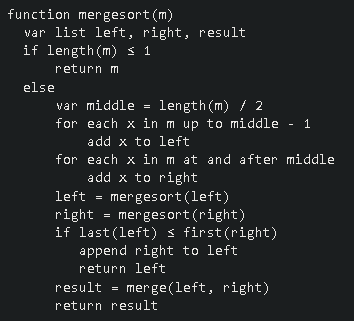 function mergesort(m)
var list left, right, result
if length(m) ≤ 1
return m
else
var middle = length(m) / 2
for each x in m up to middle - 1
add x to left
for each x in m at and after middle
add x to right
left = mergesort(left)
right = mergesort(right)
if last(left) ≤ first(right)
append right to left
return left
result = merge(left, right)
return result